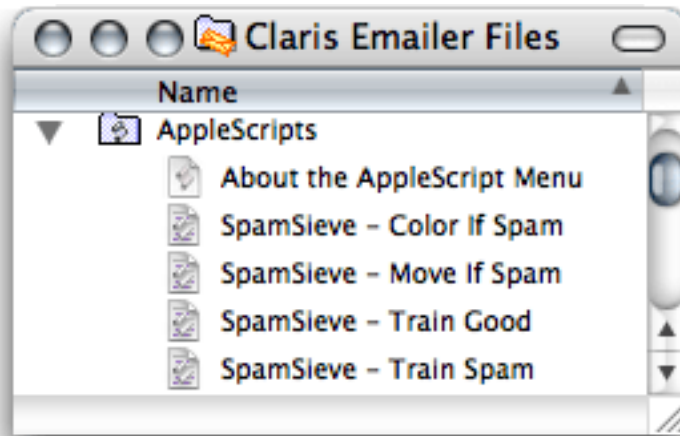 Claris Emailer Files
Name
AppleScripts
About the AppleScript Menu
SpamSieve – Color If Spam
SpamSieve – Move If Spam
SpamSieve – Train Good
SpamSieve – Train Spam